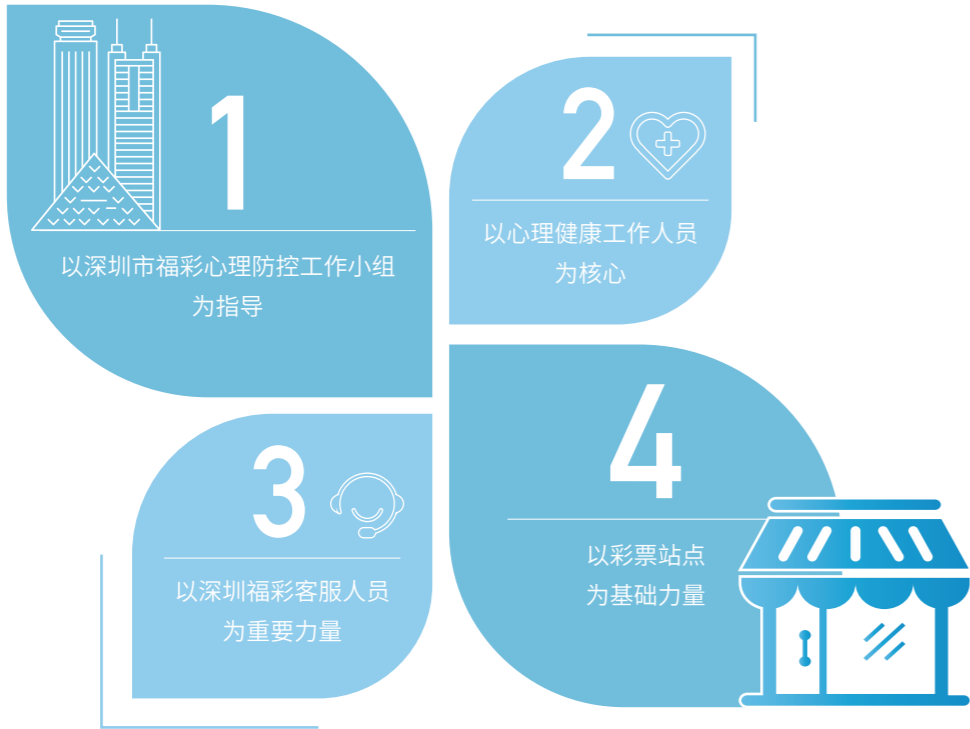 1
以深圳市福彩心理防控工作小组
为指导
2
以心理健康工作人员
为核心
3
以深圳福彩客服人员
为重要力量
4
以彩票站点
为基础力量